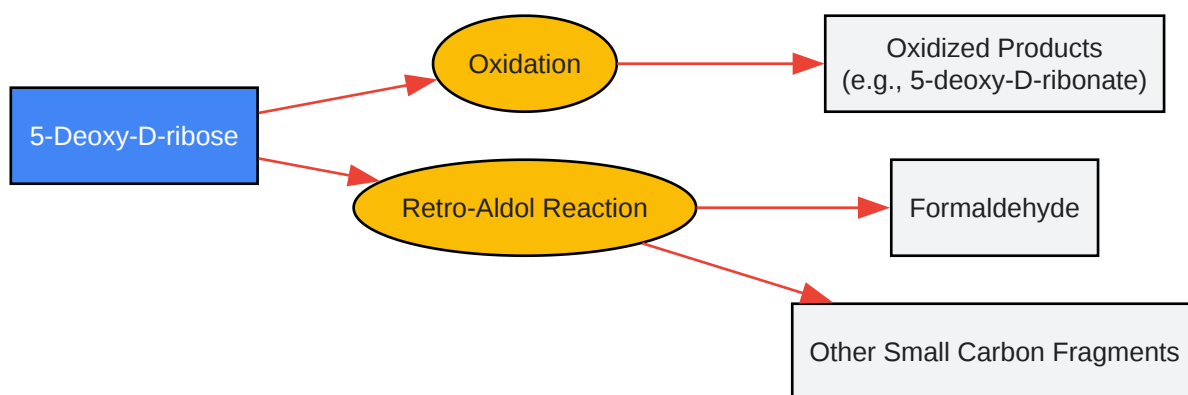 Oxidation
Oxidized Products
(e.g., 5-deoxy-D-ribonate)
5-Deoxy-D-ribose
Retro-Aldol Reaction
Formaldehyde
Other Small Carbon Fragments